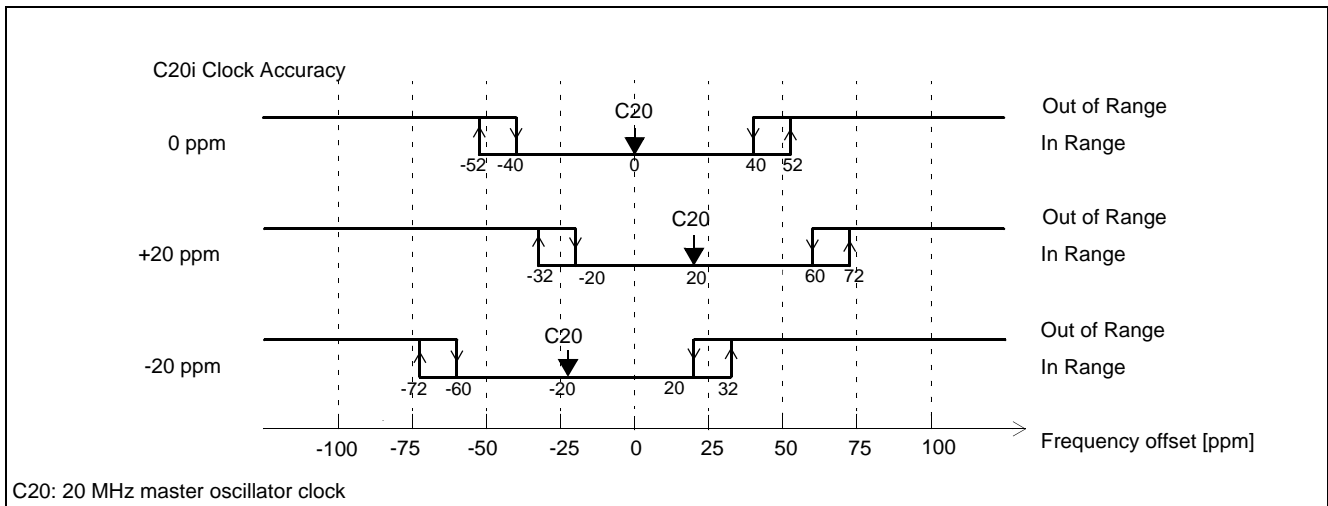 C20i Clock Accuracy
C20
Out of Range
0 ppm
In Range
-52 -40 0 40 52
C20
Out of Range
+20 ppm
In Range
-32 -20 20 60 72
C20
Out of Range
-20 ppm
In Range
-72 -60 -20 20 32
-100 -75 -50 -25 0 25 50 75 100
Frequency offset [ppm]
C20: 20 MHz master oscillator clock